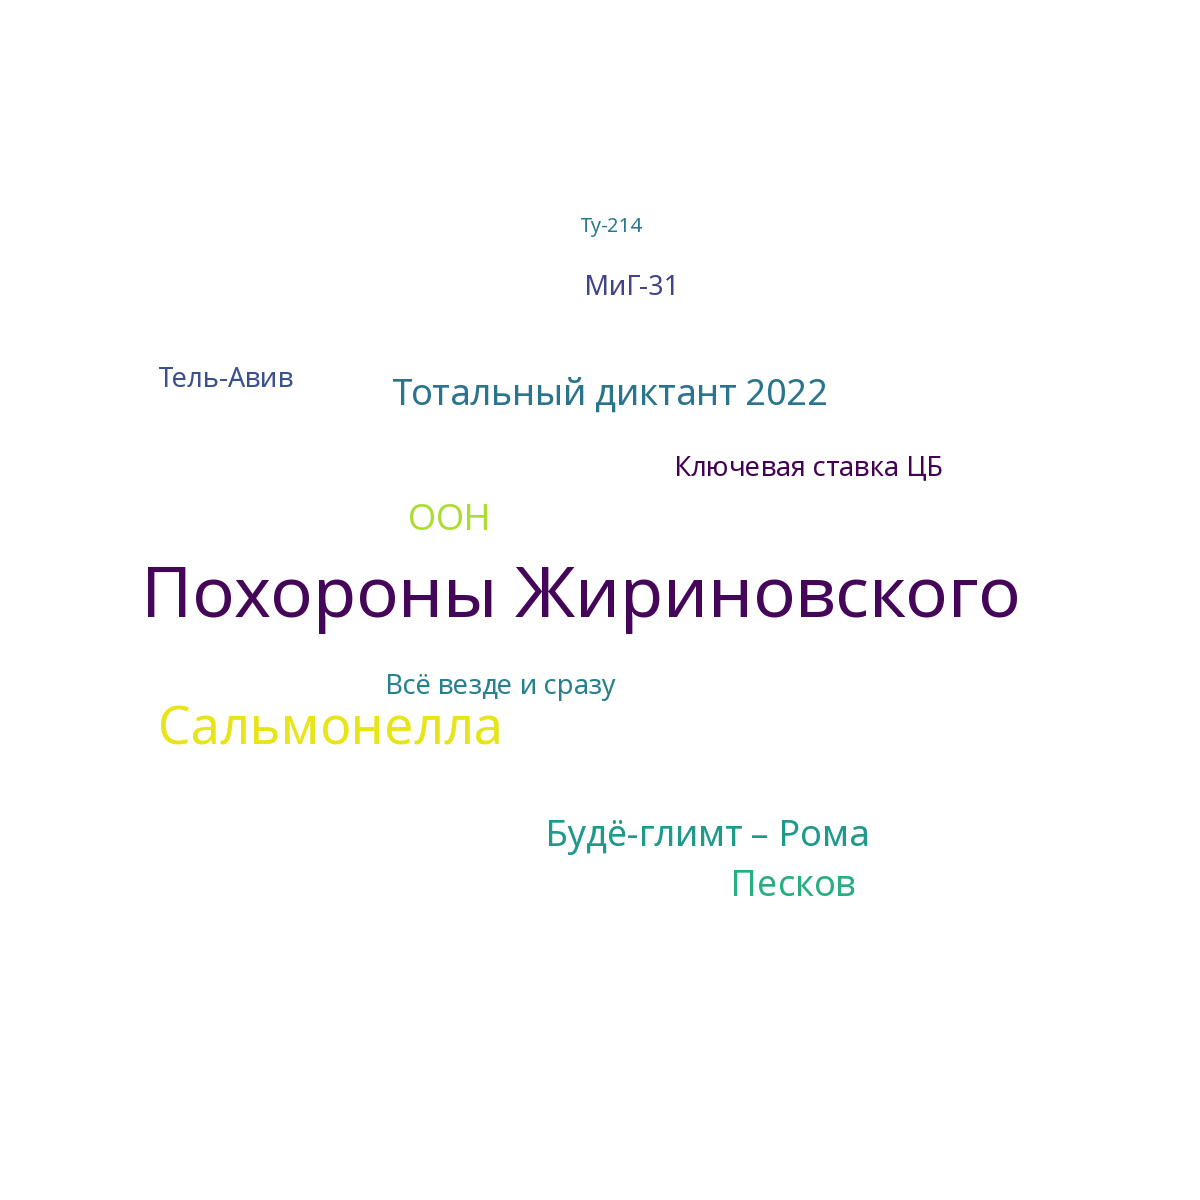 Ту-214
МиГ-31
Тель-Авив
Тотальный диктант 2022
Ключевая ставка ЦБ
ООН
Похороны Жириновского
Всё везде и сразу
Сальмонелла
Будё-глимт – Рома
Песков